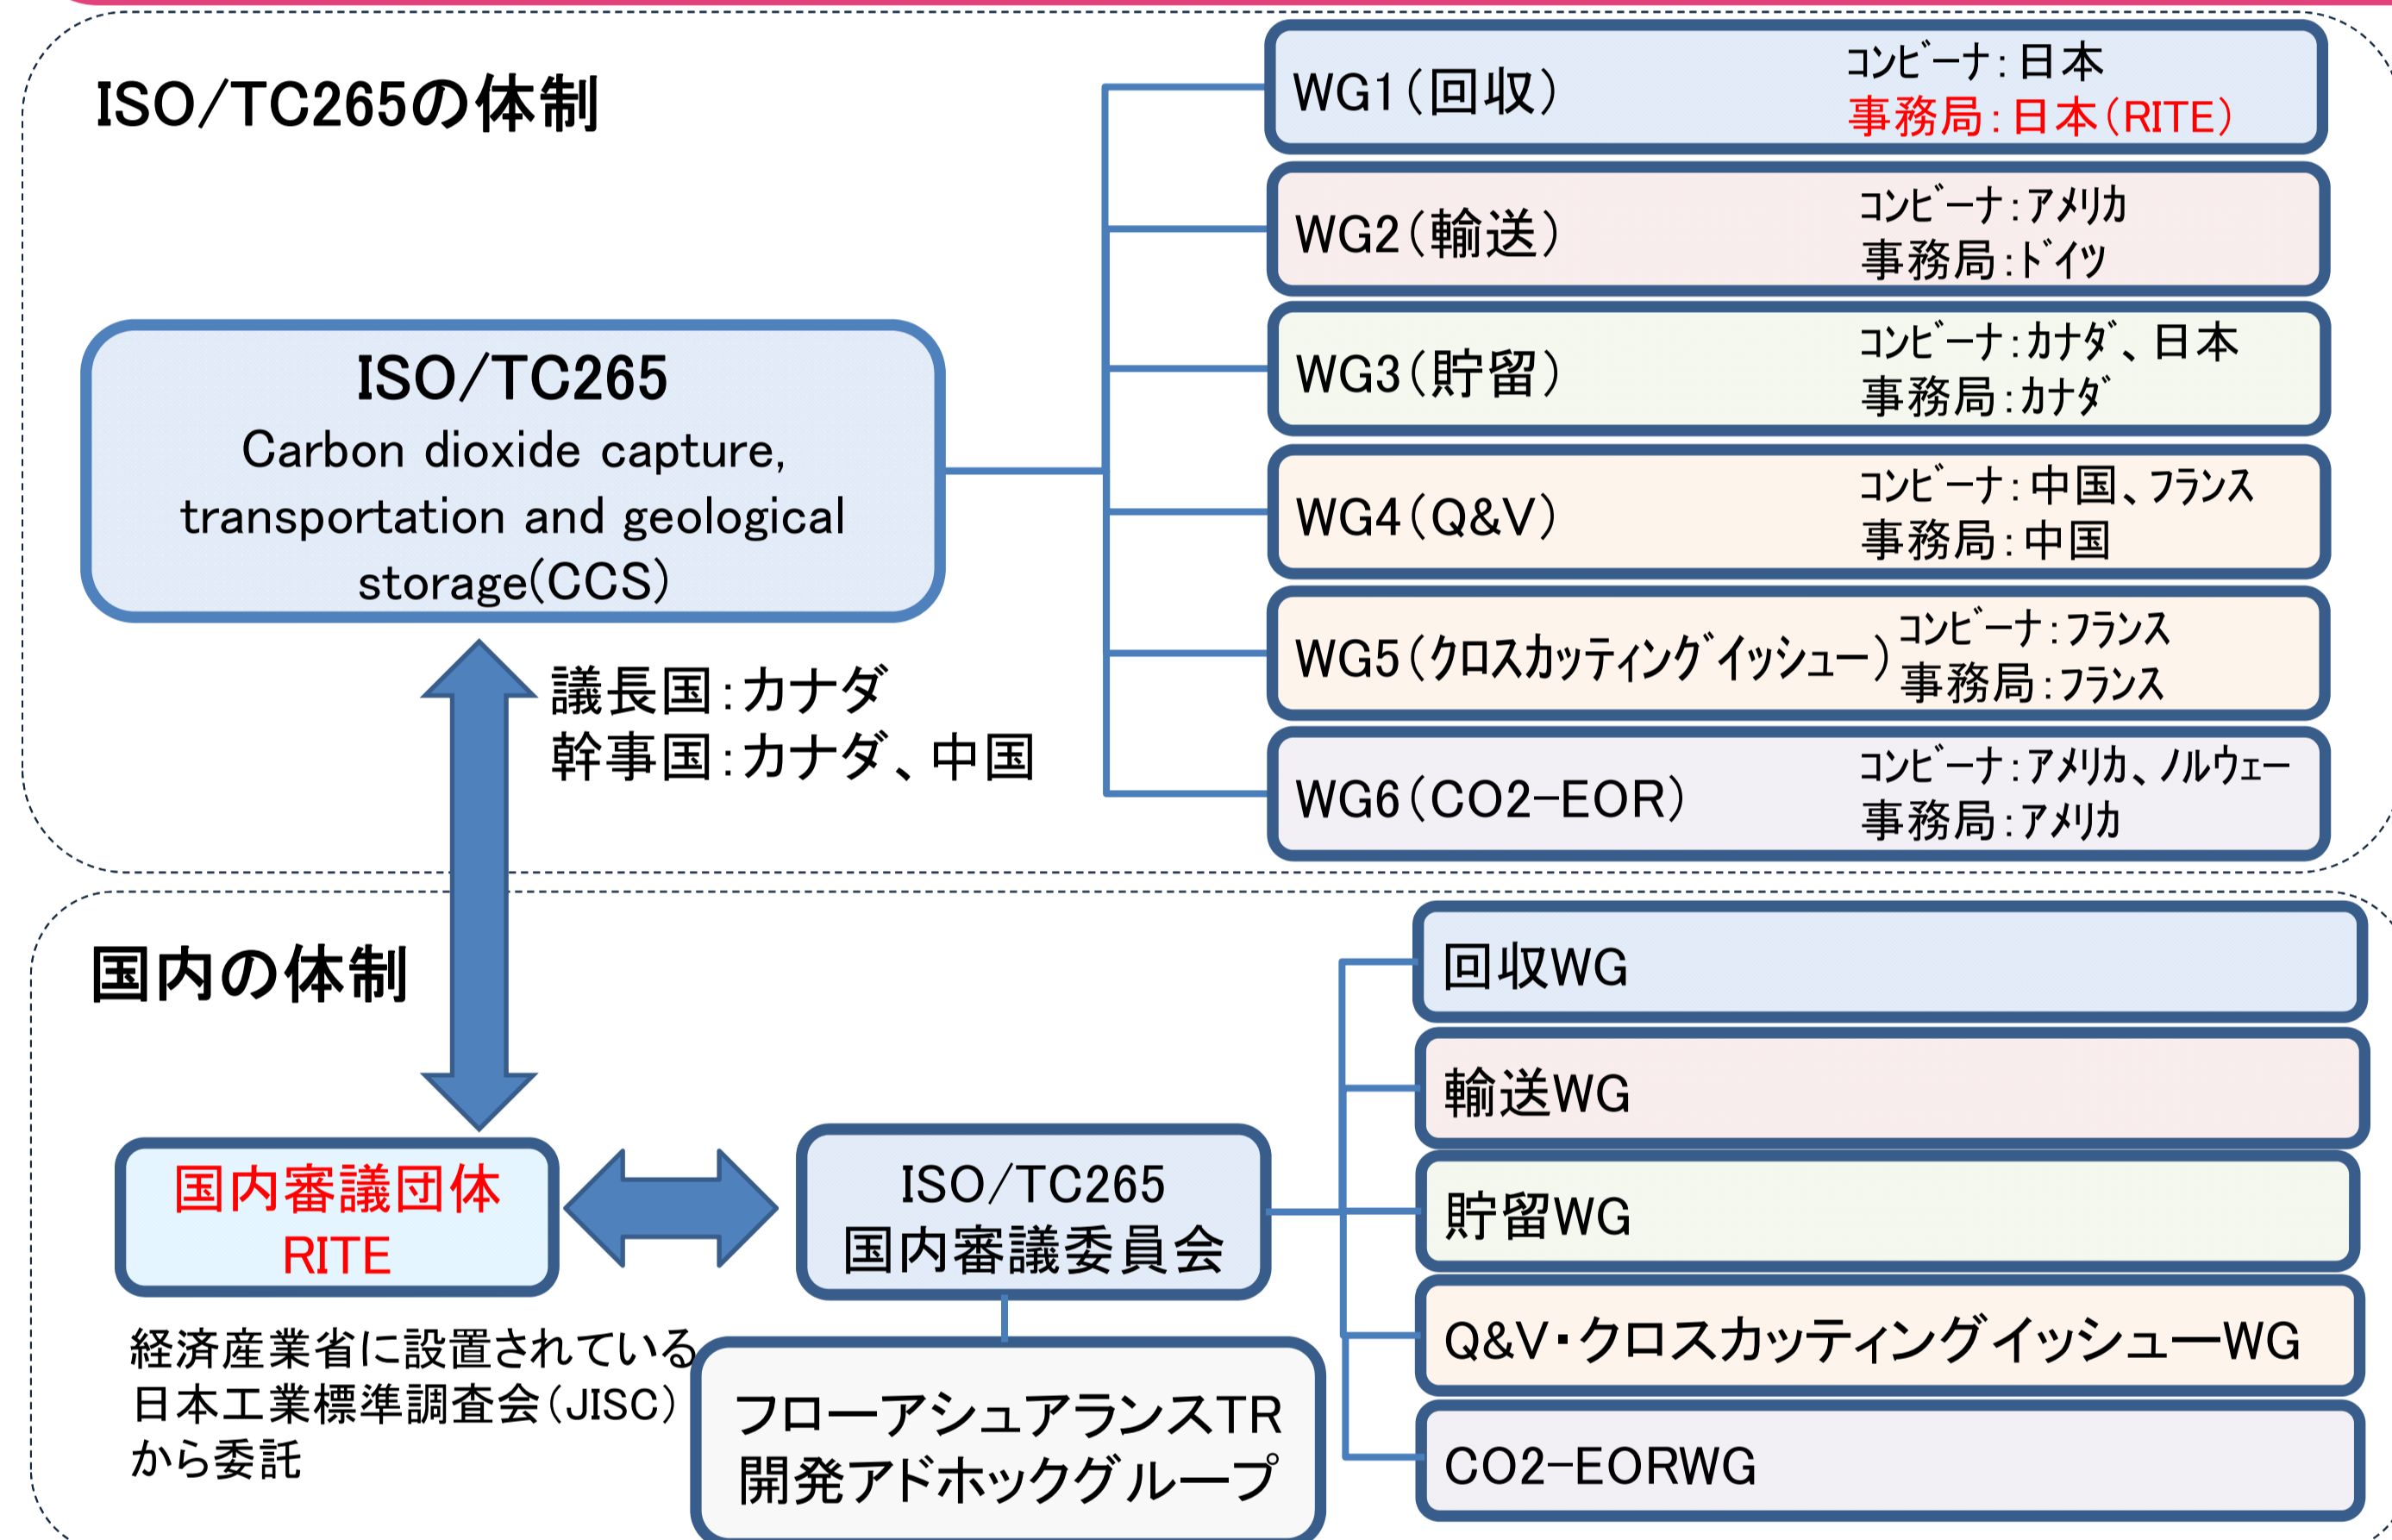 ISO/TC265の体制
WG1(回収)
コンビーナ:日本
事務局:日本(RITE)
WG2(輸送)
コンビーナ:アメリカ
事務局:ドイツ
WG3(貯留)
コンビーナ:カナダ、日本
事務局:カナダ
WG4(Q&V)
コンビーナ:中国、フランス
事務局:中国
WG5(クロスカッティングイッシュー)
コンビーナ:フランス
事務局:フランス
WG6(CO2-EOR)
コンビーナ:アメリカ、ノルウェー
事務局:アメリカ
ISO/TC265
Carbon dioxide capture,
transportation and geological
storage(CCS)
議長国:カナダ
幹事国:カナダ、中国
国内の体制
国内審議団体
RITE
経済産業省に設置されている
日本工業標準調査会(JISC)
から委託
ISO/TC265
国内審議委員会
フローアシュアランスTR
開発アドホックグループ
回収WG
輸送WG
貯留WG
Q&V・クロスカッティングイッシューWG
CO2-EORWG